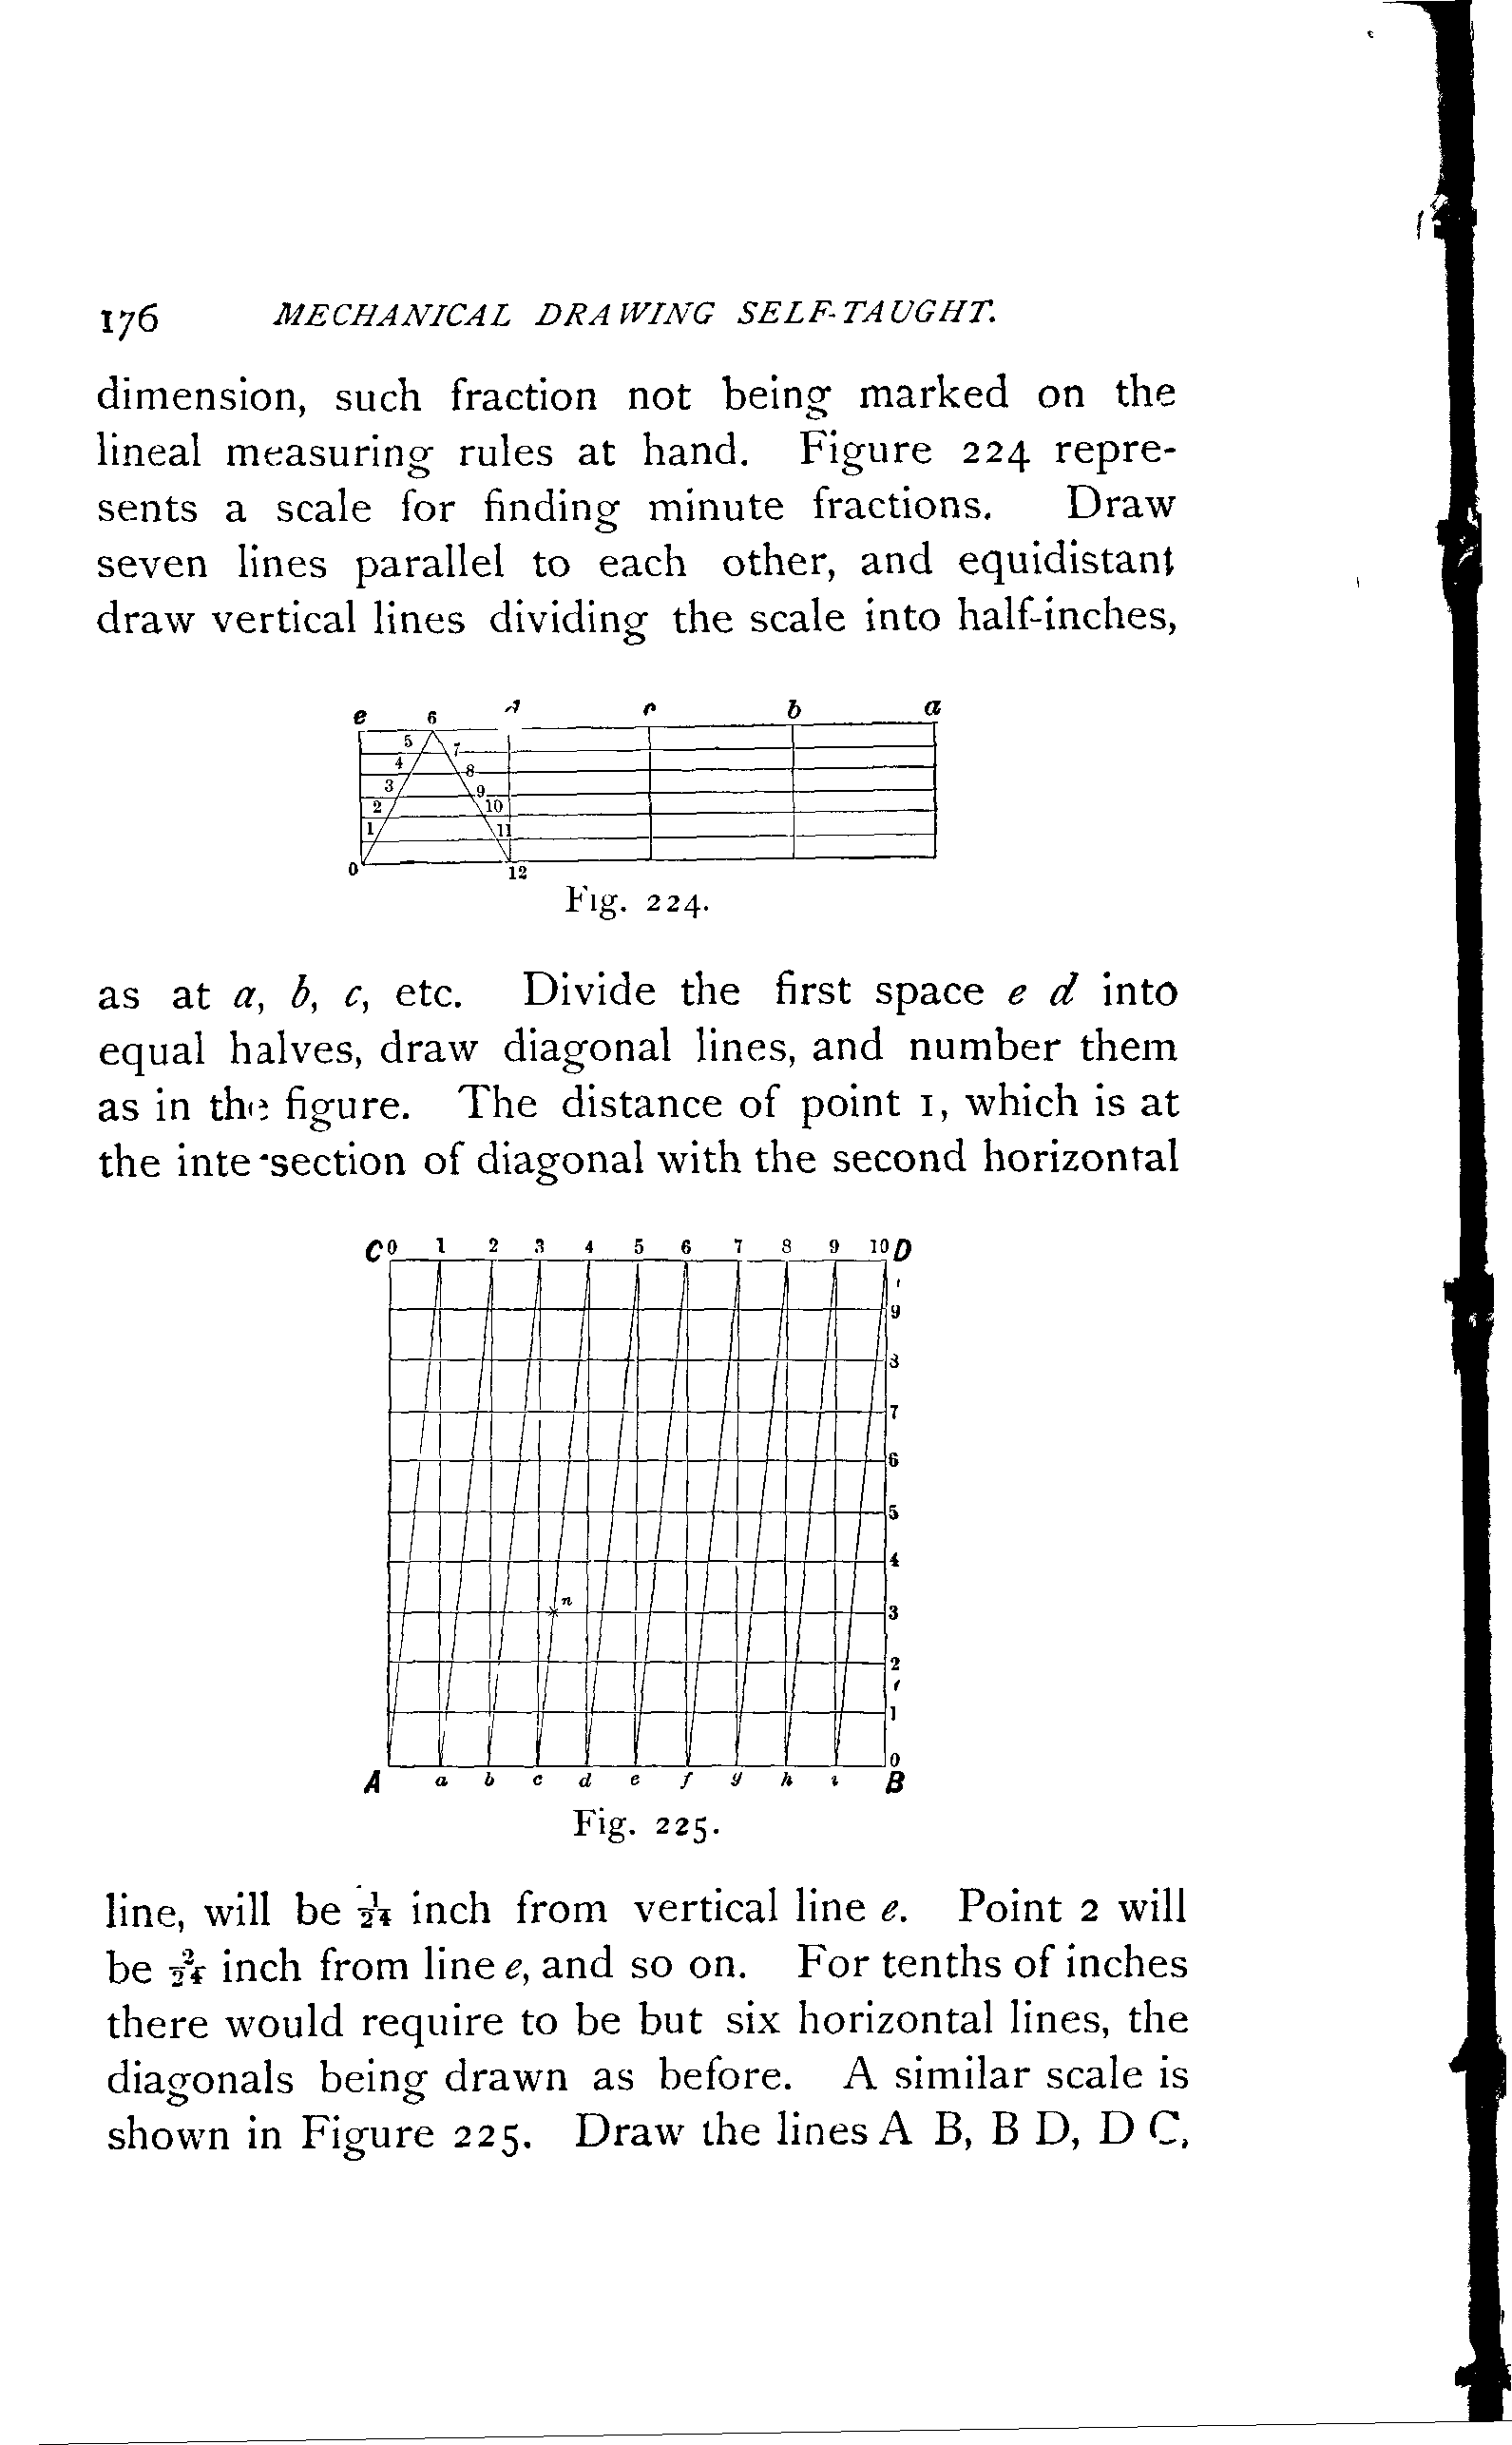 176 MECHANICAL DRAWING SELF-TAUGHT.
dimension, such fraction not being marked on the
lineal measuring rules at hand. Figure 224 repre-
sents a scale for finding minute fractions. Draw
seven lines parallel to each other, and equidistant
draw vertical lines dividing the scale into half-inches,
e 6 d c b a
5 7
4 8
3 9
2 10
1 11
0 12
Fig. 224.
as at a, b, c, etc. Divide the first space e d into
equal halves, draw diagonal lines, and number them
as in the figure. The distance of point 1, which is at
the intersection of diagonal with the second horizontal
C 0 1 2 3 4 5 6 7 8 9 10 D
9
8
7
6
5
4
n
3
2
1
0
A a b c d e f g h i B
Fig. 225.
line, will be 1/24 inch from vertical line e. Point 2 will
be 2/24 inch from line e, and so on. For tenths of inches
there would require to be but six horizontal lines, the
diagonals being drawn as before. A similar scale is
shown in Figure 225. Draw the lines A B, B D, D C,